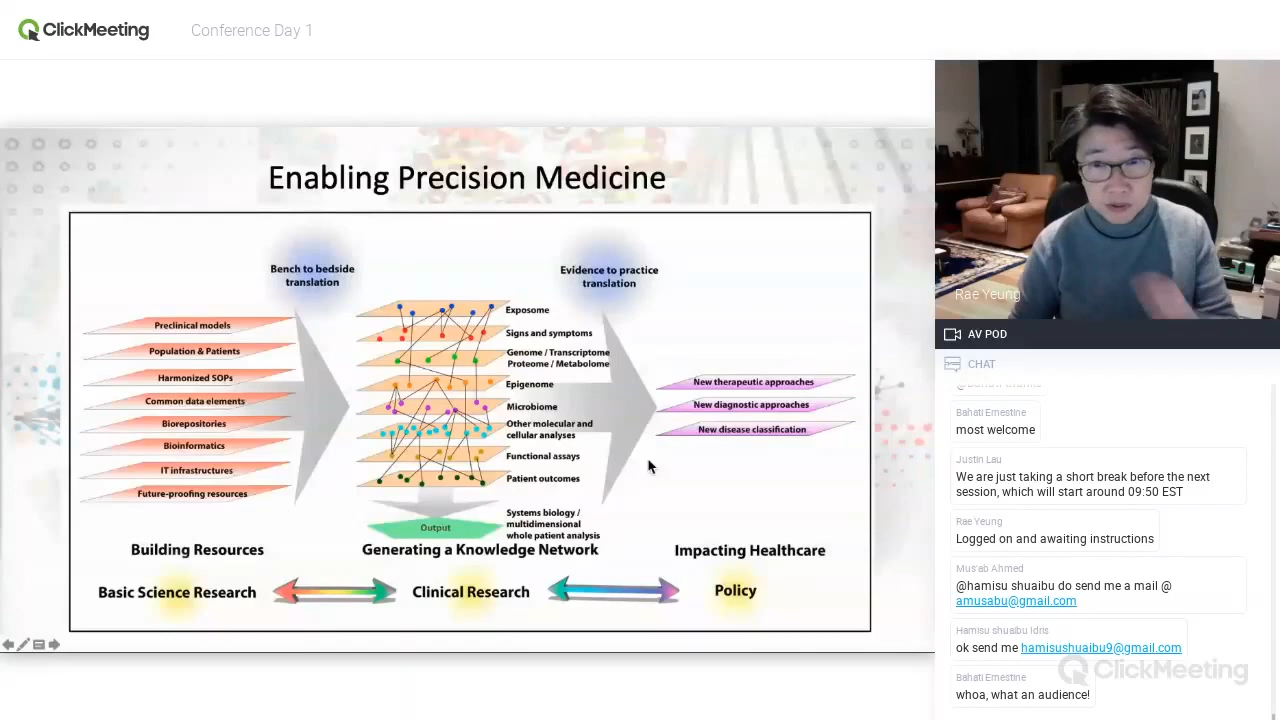 ClickMeeting
Conference Day 1
Enabling Precision Medicine
Bench to bedside
translation
Evidence to practice
translation
Preclinical models
Population & Patients
Harmonized SOPs
Common data elements
Biorepositories
Bioinformatics
IT infrastructures
Future-proofing resources
Exposome
Signs and symptoms
Genome / Transcriptome
Proteome / Metabolome
Epigenome
Microbiome
Other molecular and
cellular analyses
Functional assays
Patient outcomes
Output
Systems biology /
multidimensional
whole patient analysis
New therapeutic approaches
New diagnostic approaches
New disease classification
Building Resources
Generating a Knowledge Network
Impacting Healthcare
Basic Science Research
Clinical Research
Policy
Rae Yeung
AV POD
CHAT
Bahati Ernestine
most welcome
Justin Lau
We are just taking a short break before the next
session, which will start around 09:50 EST
Rae Yeung
Logged on and awaiting instructions
Mus'ab Ahmed
@hamisu shuaibu do send me a mail @
amusabu@gmail.com
Hamisu shuaibu Idris
ok send me hamisushuaibu9@gmail.com
Bahati Ernestine
whoa, what an audience!
ClickMeeting